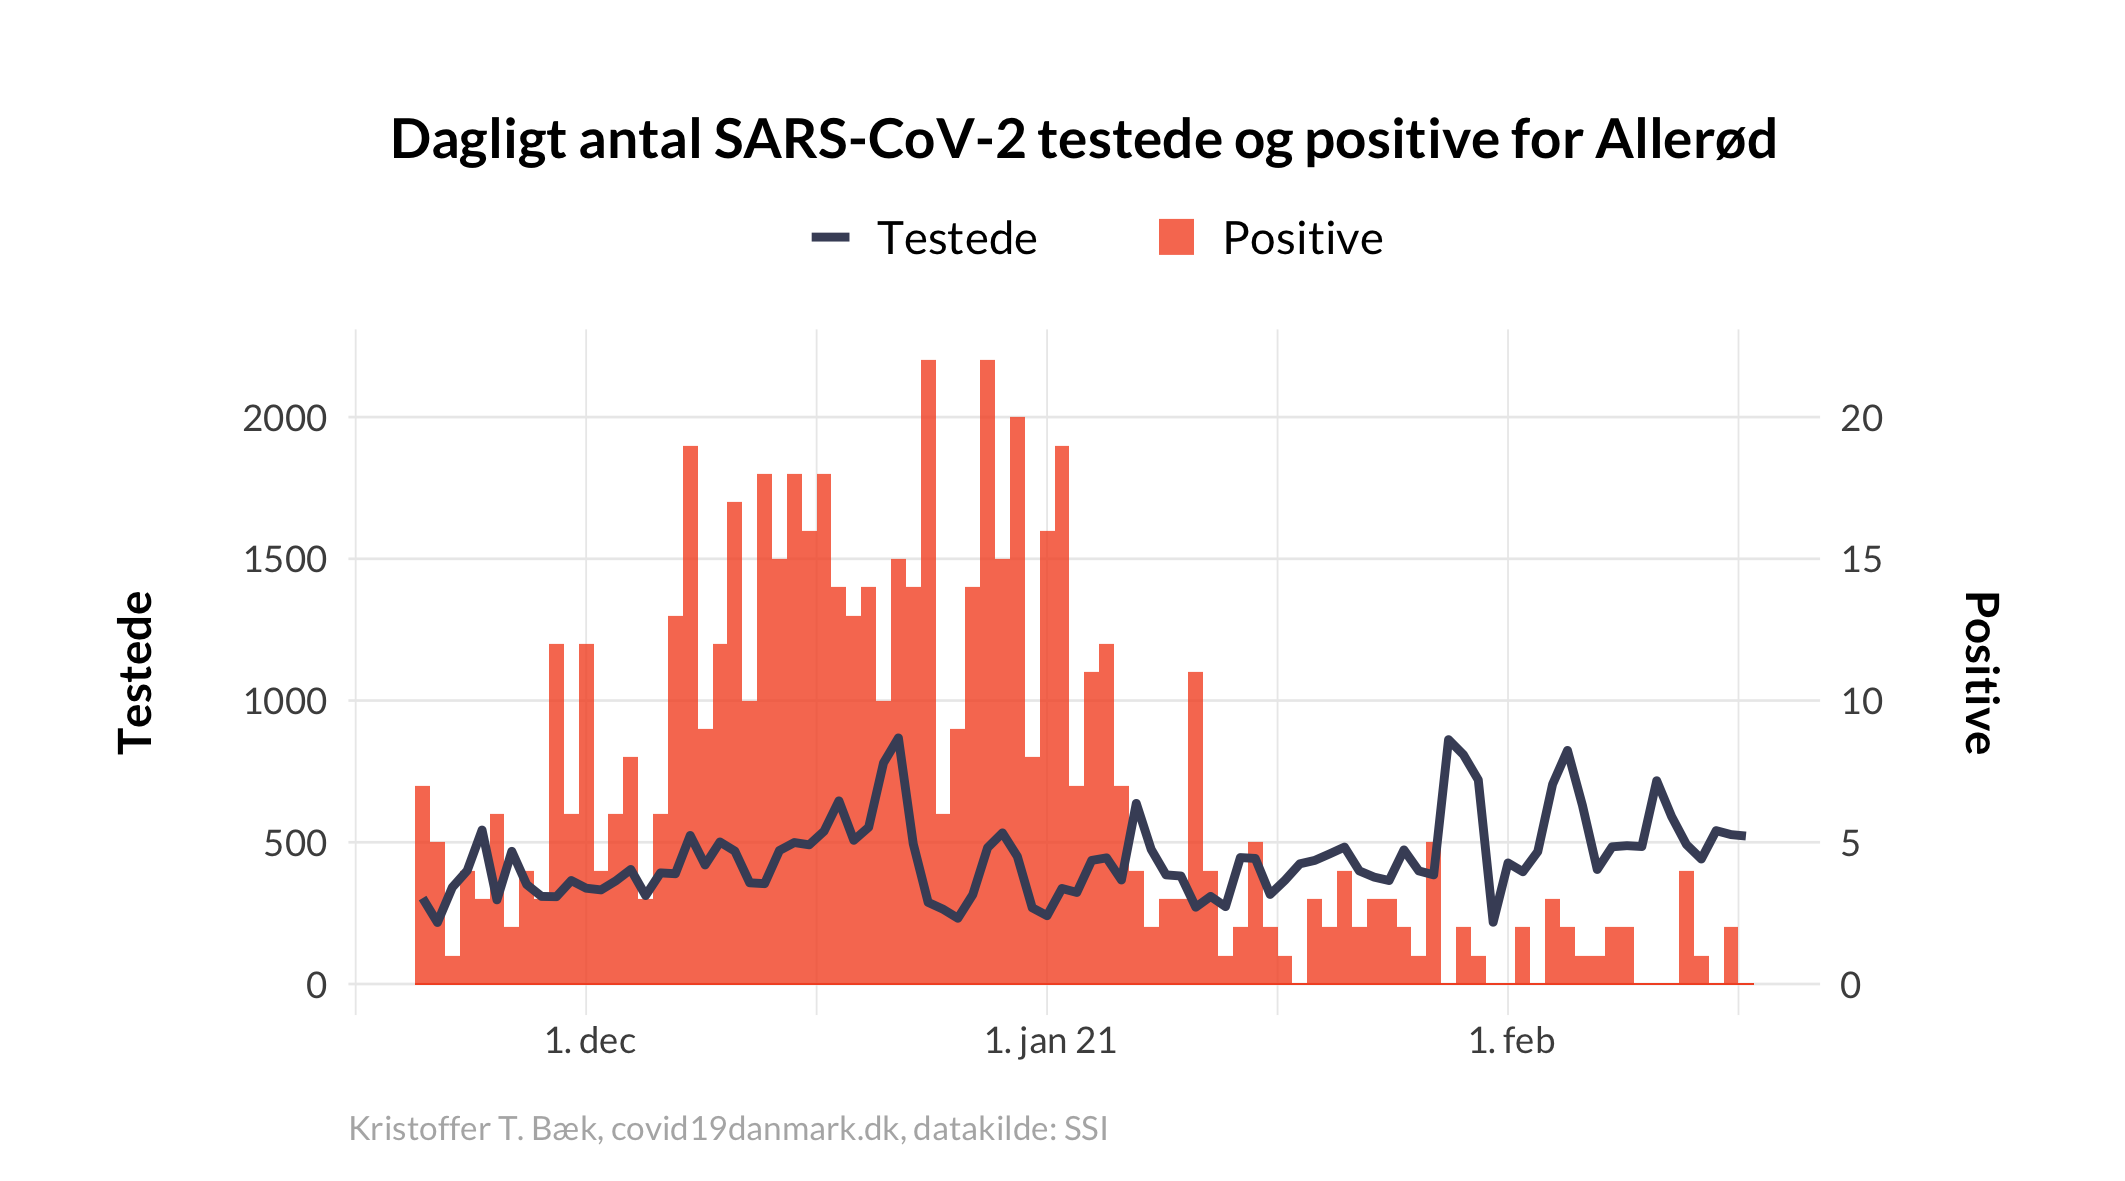 Dagligt antal SARS-CoV-2 testede og positive for Allerød
Testede Positive
2000 20
1500 15
1000 10
500 5
0 0
Testede
Positive
1. dec 1. jan 21 1. feb
Kristoffer T. Bæk, covid19danmark.dk, datakilde: SSI